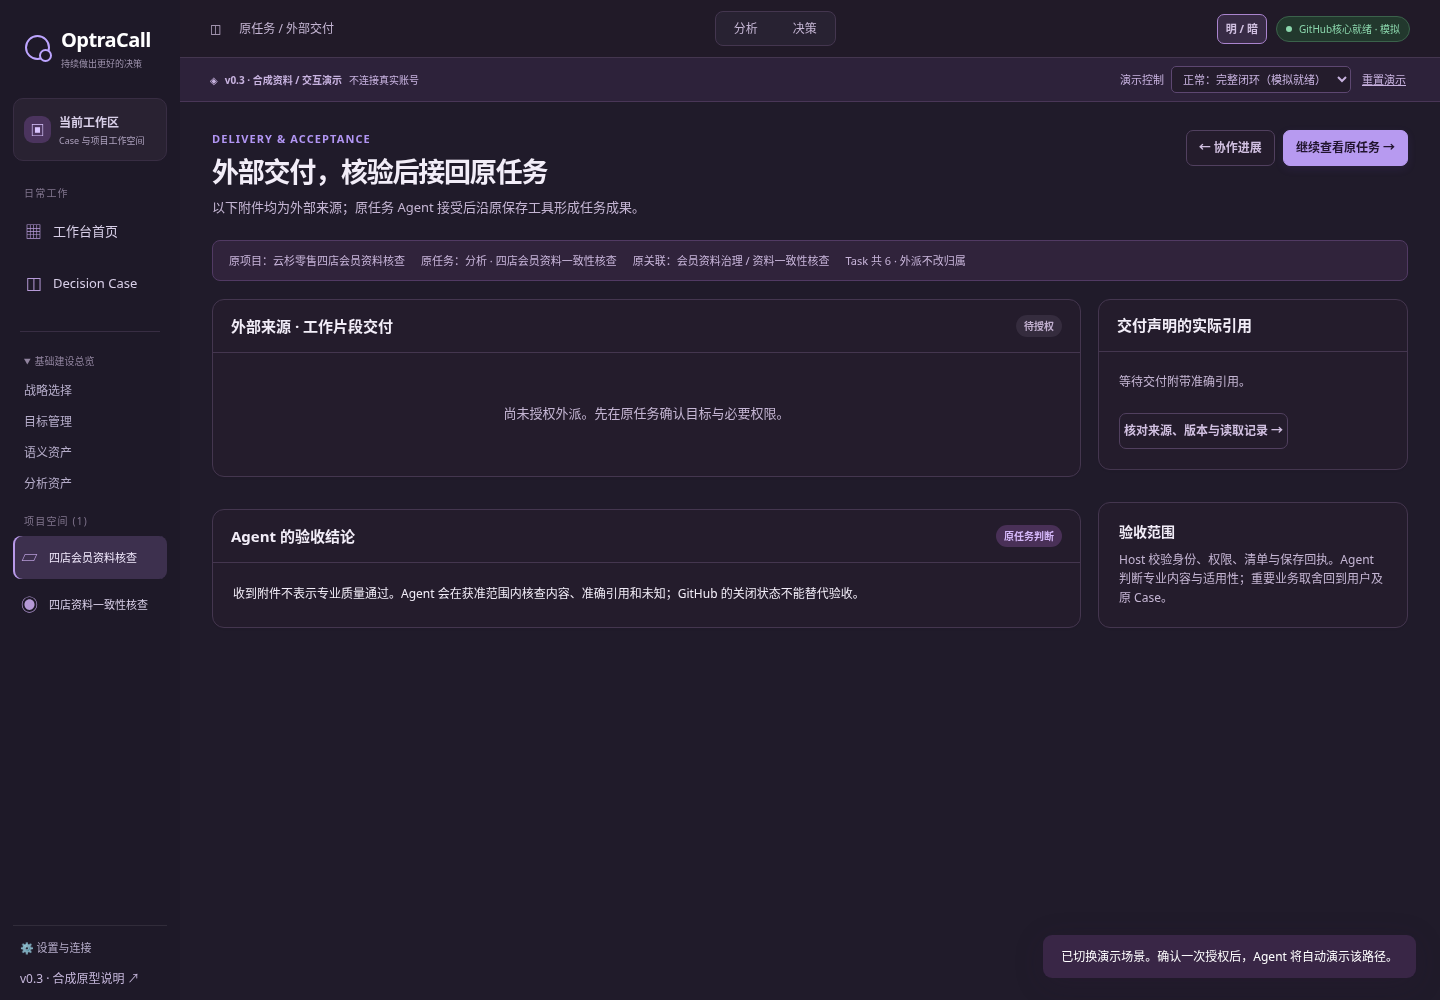 OptraCall
持续做出更好的决策
当前工作区
Case 与项目工作空间
日常工作
工作台首页
Decision Case
▼ 基础建设总览
战略选择
目标管理
语义资产
分析资产
项目空间 (1)
四店会员资料核查
四店资料一致性核查
设置与连接
v0.3 · 合成原型说明 ↗
原任务 / 外部交付
分析
决策
明 / 暗
GitHub核心就绪 · 模拟
v0.3 · 合成资料 / 交互演示 不连接真实账号
演示控制
正常：完整闭环（模拟就绪）
重置演示
DELIVERY & ACCEPTANCE
外部交付，核验后接回原任务
以下附件均为外部来源；原任务 Agent 接受后沿原保存工具形成任务成果。
← 协作进展
继续查看原任务 →
原项目：云杉零售四店会员资料核查 原任务：分析 · 四店会员资料一致性核查 原关联：会员资料治理 / 资料一致性核查 Task 共 6 · 外派不改归属
外部来源 · 工作片段交付
待授权
尚未授权外派。先在原任务确认目标与必要权限。
交付声明的实际引用
等待交付附带准确引用。
核对来源、版本与读取记录 →
Agent 的验收结论
原任务判断
收到附件不表示专业质量通过。Agent 会在获准范围内核查内容、准确引用和未知；GitHub 的关闭状态不能替代验收。
验收范围
Host 校验身份、权限、清单与保存回执。Agent
判断专业内容与适用性；重要业务取舍回到用户及
原 Case。
已切换演示场景。确认一次授权后，Agent 将自动演示该路径。